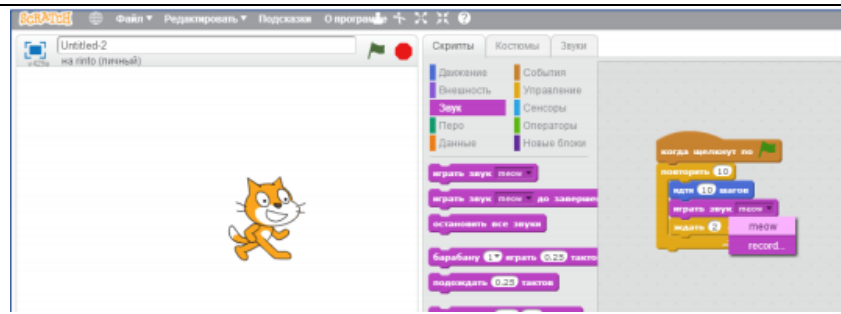 SCRATCH Файл Редактировать Подсказки О программе
Untitled-2
на rinto (личный)
v425a
Скрипты Костюмы Звуки
Движение События
Внешность Управление
Звук Сенсоры
Перо Операторы
Данные Новые блоки
играть звук meow
играть звук meow до заверше
остановить все звуки
барабану 1 играть 0.25 такто
подождать 0.25 тактов
когда щелкнут по
повторить 10
идти 10 шагов
играть звук meow
ждать 2
meow
record...